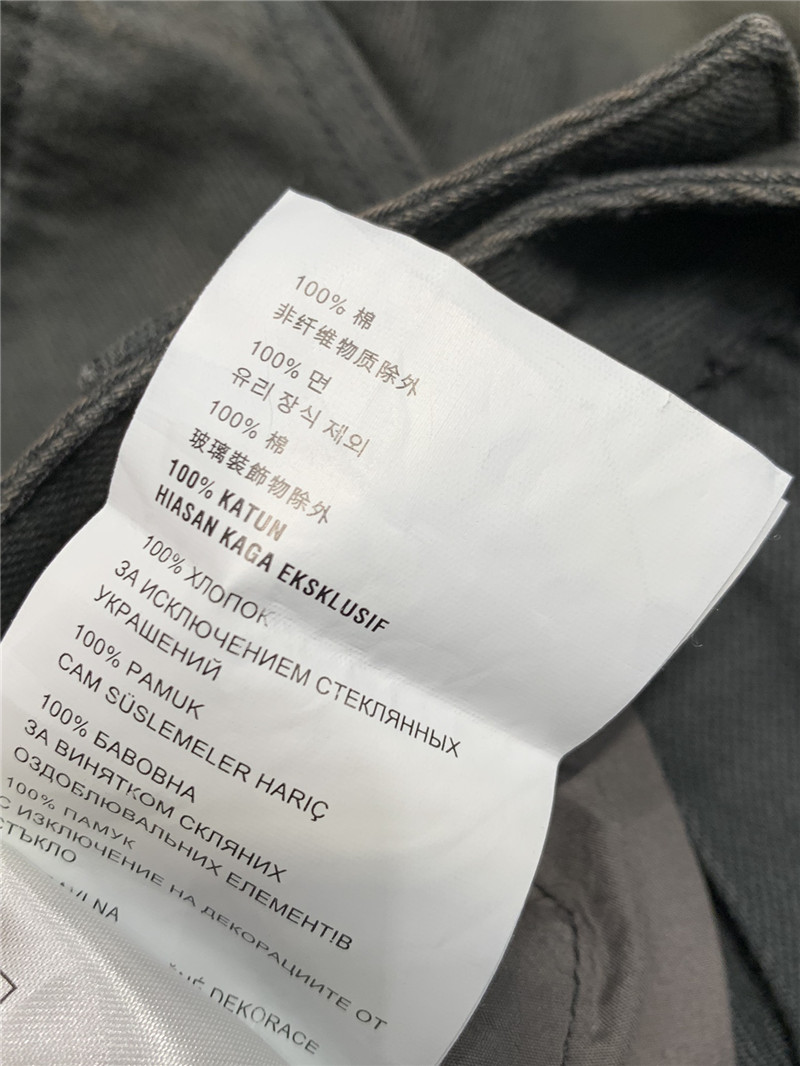 100% 棉
非纤维物质除外
100% 면
유리 장식 제외
100% 棉
玻璃裝飾物除外
100% KATUN
HIASAN KAGA EKSKLUSIF
100% ХЛОПОК
ЗА ИСКЛЮЧЕНИЕМ СТЕКЛЯННЫХ
УКРАШЕНИЙ
100% PAMUK
CAM SÜSLEMELER HARIÇ
100% БАВОВНА
ЗА ВИНЯТКОМ СКЛЯНИХ
ОЗДОБЛЮВАЛЬНИХ ЕЛЕМЕНТ!В
100% ПАМУК
С ИЗКЛЮЧЕНИЕ НА ДЕКОРАЦИИТЕ ОТ
СТЪКЛО
NA
DEKORACE